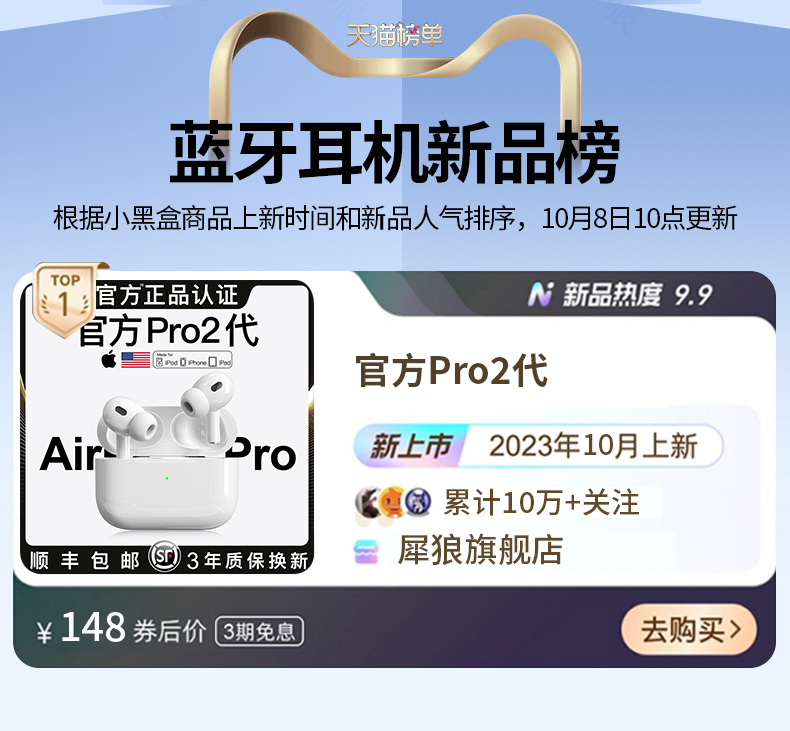 天猫榜单
蓝牙耳机新品榜
根据小黑盒商品上新时间和新品人气排序，10月8日10点更新
TOP
1
官方正品认证
官方Pro2代
Made for
iPod iPhone iPad
Air Pro
顺丰包邮 SF 3年质保换新
新品热度 9.9
官方Pro2代
新上市 2023年10月上新
累计10万+关注
犀狼旗舰店
¥148券后价 3期免息
去购买>